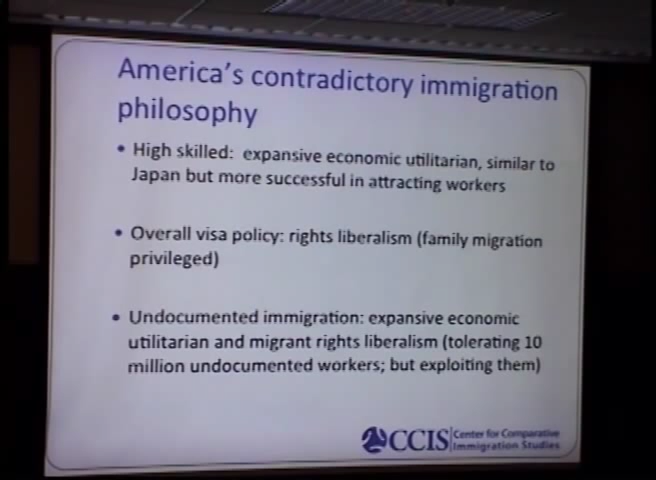 America's contradictory immigration
philosophy
• High skilled: expansive economic utilitarian, similar to
Japan but more successful in attracting workers
• Overall visa policy: rights liberalism (family migration
privileged)
• Undocumented immigration: expansive economic
utilitarian and migrant rights liberalism (tolerating 10
million undocumented workers; but exploiting them)
CCIS Center for Comparative
Immigration Studies